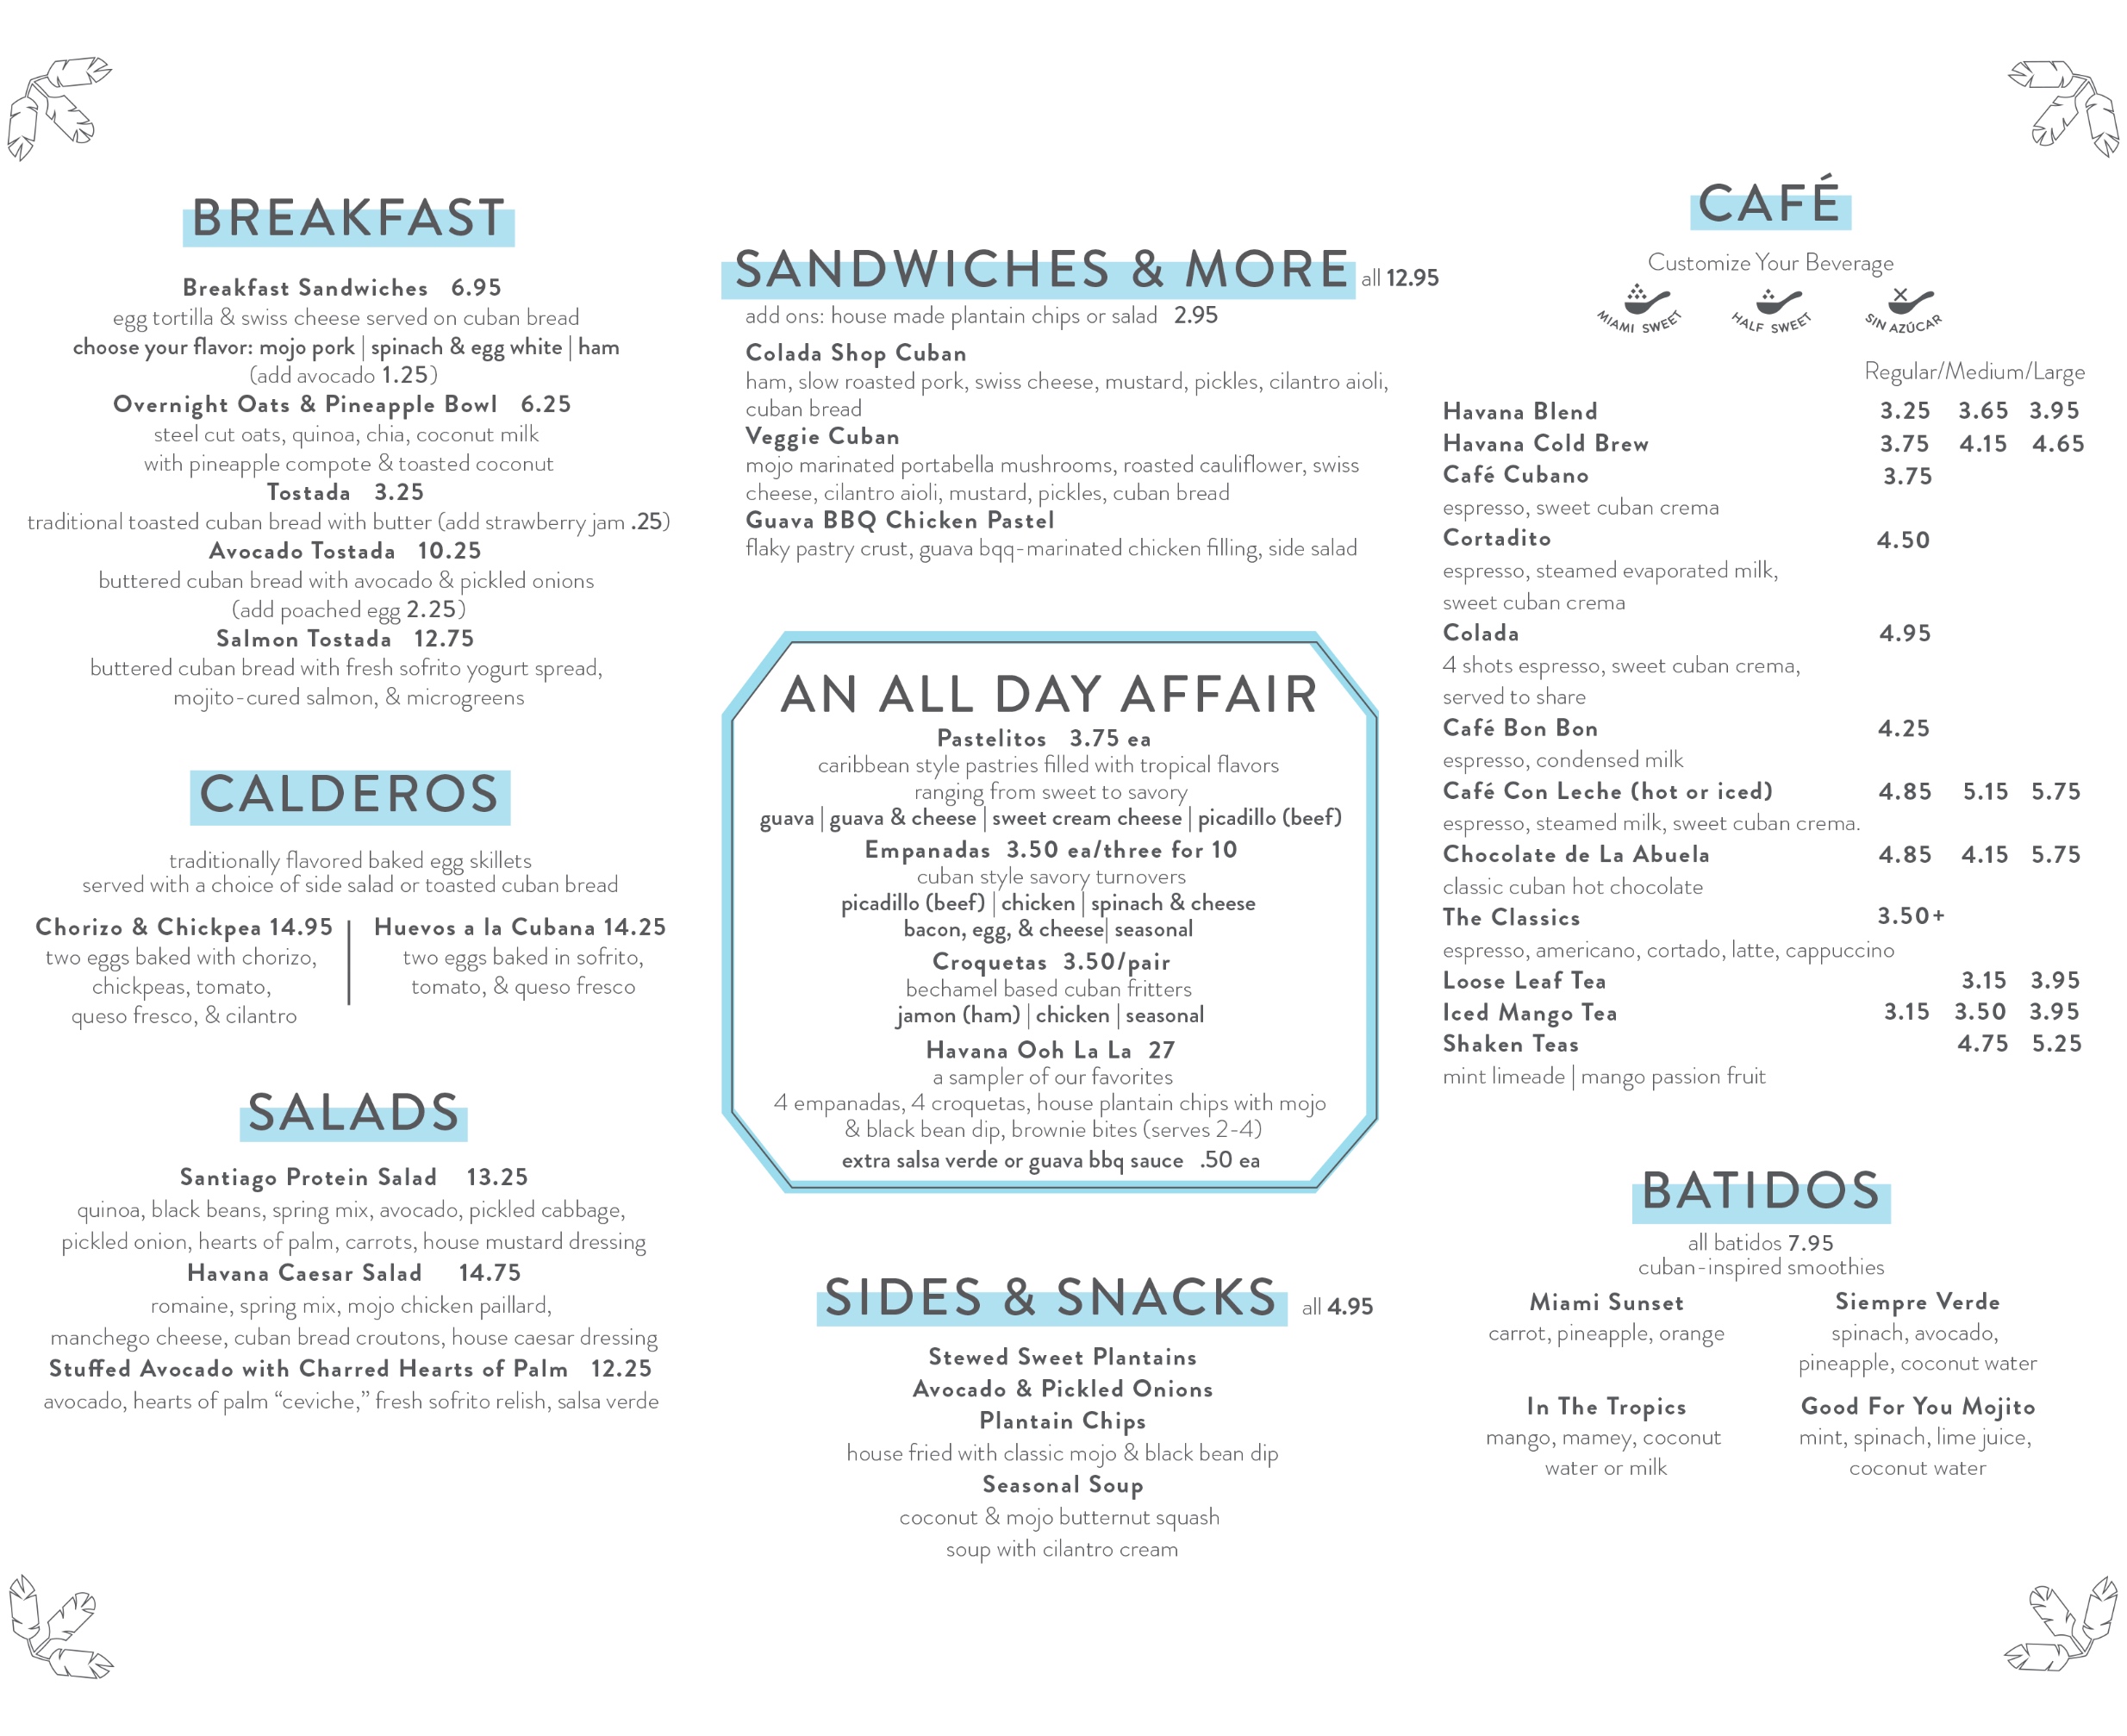 BREAKFAST
Breakfast Sandwiches 6.95
egg tortilla & swiss cheese served on cuban bread
choose your flavor: mojo pork | spinach & egg white | ham
(add avocado 1.25)
Overnight Oats & Pineapple Bowl 6.25
steel cut oats, quinoa, chia, coconut milk
with pineapple compote & toasted coconut
Tostada 3.25
traditional toasted cuban bread with butter (add strawberry jam .25)
Avocado Tostada 10.25
buttered cuban bread with avocado & pickled onions
(add poached egg 2.25)
Salmon Tostada 12.75
buttered cuban bread with fresh sofrito yogurt spread,
mojito-cured salmon, & microgreens
CALDEROS
traditionally flavored baked egg skillets
served with a choice of side salad or toasted cuban bread
Chorizo & Chickpea 14.95
two eggs baked with chorizo,
chickpeas, tomato,
queso fresco, & cilantro
Huevos a la Cubana 14.25
two eggs baked in sofrito,
tomato, & queso fresco
SALADS
Santiago Protein Salad 13.25
quinoa, black beans, spring mix, avocado, pickled cabbage,
pickled onion, hearts of palm, carrots, house mustard dressing
Havana Caesar Salad 14.75
romaine, spring mix, mojo chicken paillard,
manchego cheese, cuban bread croutons, house caesar dressing
Stuffed Avocado with Charred Hearts of Palm 12.25
avocado, hearts of palm “ceviche,” fresh sofrito relish, salsa verde
SANDWICHES & MORE all 12.95
add ons: house made plantain chips or salad 2.95
Colada Shop Cuban
ham, slow roasted pork, swiss cheese, mustard, pickles, cilantro aioli,
cuban bread
Veggie Cuban
mojo marinated portabella mushrooms, roasted cauliflower, swiss
cheese, cilantro aioli, mustard, pickles, cuban bread
Guava BBQ Chicken Pastel
flaky pastry crust, guava bqq-marinated chicken filling, side salad
AN ALL DAY AFFAIR
Pastelitos 3.75 ea
caribbean style pastries filled with tropical flavors
ranging from sweet to savory
guava | guava & cheese | sweet cream cheese | picadillo (beef)
Empanadas 3.50 ea/three for 10
cuban style savory turnovers
picadillo (beef) | chicken | spinach & cheese
bacon, egg, & cheese| seasonal
Croquetas 3.50/pair
bechamel based cuban fritters
jamon (ham) | chicken | seasonal
Havana Ooh La La 27
a sampler of our favorites
4 empanadas, 4 croquetas, house plantain chips with mojo
& black bean dip, brownie bites (serves 2-4)
extra salsa verde or guava bbq sauce .50 ea
SIDES & SNACKS all 4.95
Stewed Sweet Plantains
Avocado & Pickled Onions
Plantain Chips
house fried with classic mojo & black bean dip
Seasonal Soup
coconut & mojo butternut squash
soup with cilantro cream
CAFÉ
Customize Your Beverage
MIAMI SWEET HALF SWEET SIN AZÚCAR
Regular/Medium/Large
Havana Blend 3.25 3.65 3.95
Havana Cold Brew 3.75 4.15 4.65
Café Cubano 3.75
espresso, sweet cuban crema
Cortadito 4.50
espresso, steamed evaporated milk,
sweet cuban crema
Colada 4.95
4 shots espresso, sweet cuban crema,
served to share
Café Bon Bon 4.25
espresso, condensed milk
Café Con Leche (hot or iced) 4.85 5.15 5.75
espresso, steamed milk, sweet cuban crema.
Chocolate de La Abuela 4.85 4.15 5.75
classic cuban hot chocolate
The Classics 3.50+
espresso, americano, cortado, latte, cappuccino
Loose Leaf Tea 3.15 3.95
Iced Mango Tea 3.15 3.50 3.95
Shaken Teas 4.75 5.25
mint limeade | mango passion fruit
BATIDOS
all batidos 7.95
cuban-inspired smoothies
Miami Sunset
carrot, pineapple, orange
Siempre Verde
spinach, avocado,
pineapple, coconut water
In The Tropics
mango, mamey, coconut
water or milk
Good For You Mojito
mint, spinach, lime juice,
coconut water